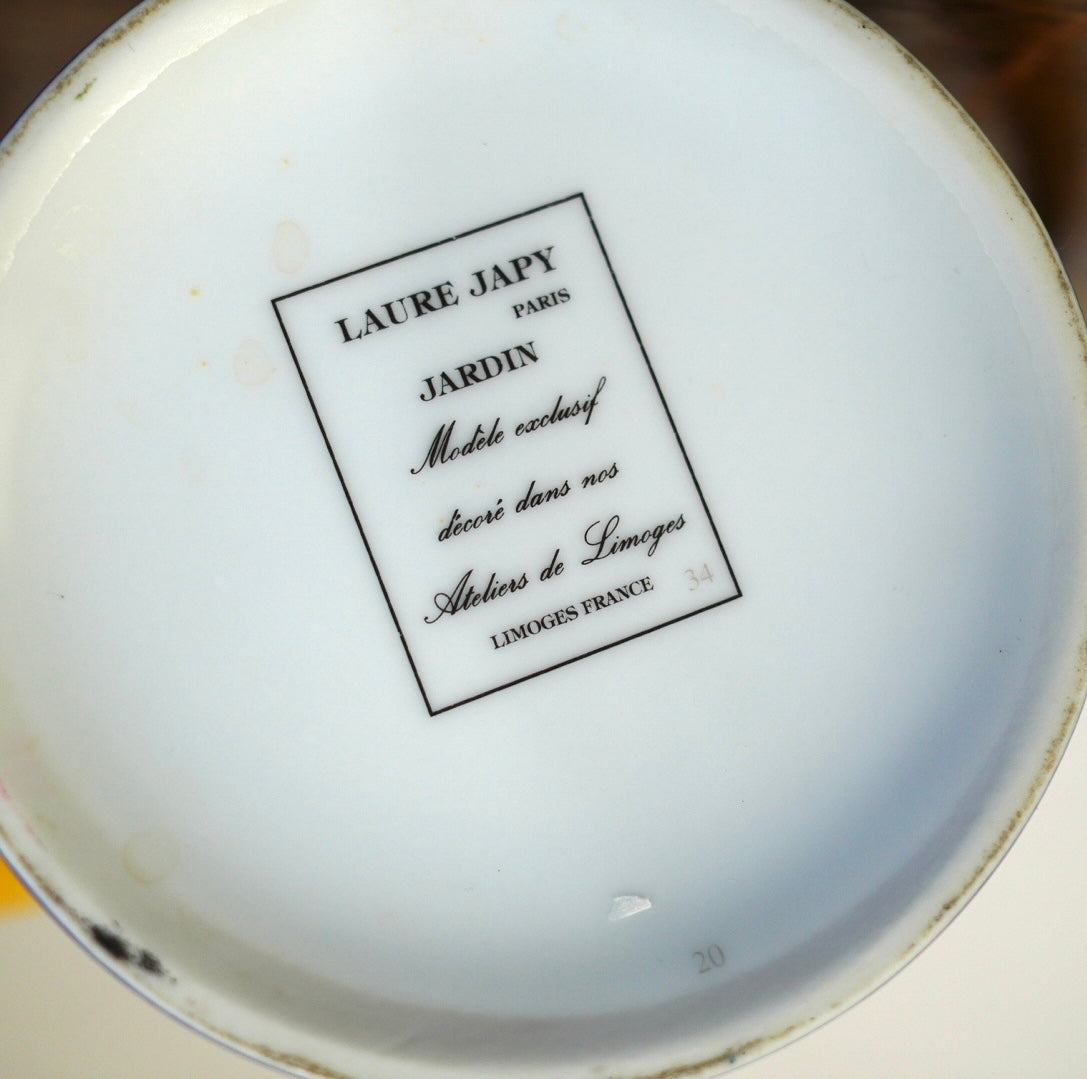 LAURE JAPY
PARIS
JARDIN
Modèle exclusif
décoré dans nos
Ateliers de Limoges
LIMOGES FRANCE
34
20